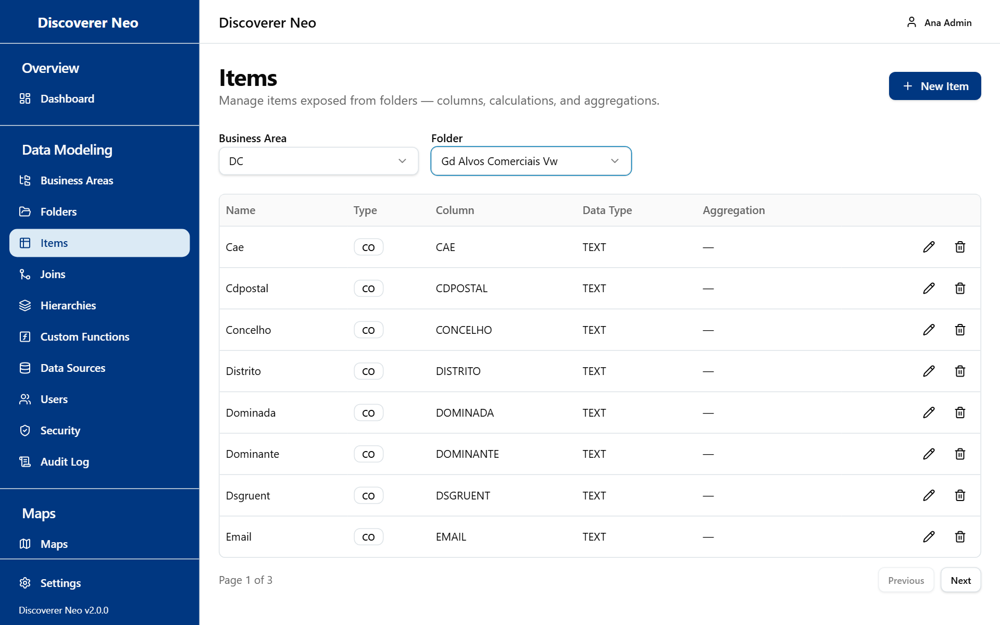 Discoverer Neo
Overview
Dashboard
Data Modeling
Business Areas
Folders
Items
Joins
Hierarchies
Custom Functions
Data Sources
Users
Security
Audit Log
Maps
Maps
Settings
Discoverer Neo v2.0.0
Discoverer Neo
Ana Admin
Items
Manage items exposed from folders — columns, calculations, and aggregations.
+ New Item
Business Area
DC
Folder
Gd Alvos Comerciais Vw
Name Type Column Data Type Aggregation
Cae CO CAE TEXT —
Cdpostal CO CDPOSTAL TEXT —
Concelho CO CONCELHO TEXT —
Distrito CO DISTRITO TEXT —
Dominada CO DOMINADA TEXT —
Dominante CO DOMINANTE TEXT —
Dsgruent CO DSGRUENT TEXT —
Email CO EMAIL TEXT —
Page 1 of 3
Previous Next